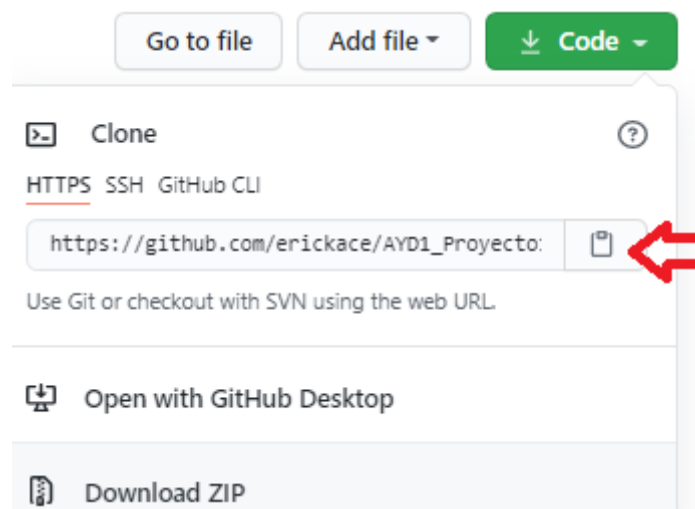 Go to file Add file Code
Clone
HTTPS SSH GitHub CLI
https://github.com/erickace/AYD1_Proyecto
Use Git or checkout with SVN using the web URL.
Open with GitHub Desktop
Download ZIP